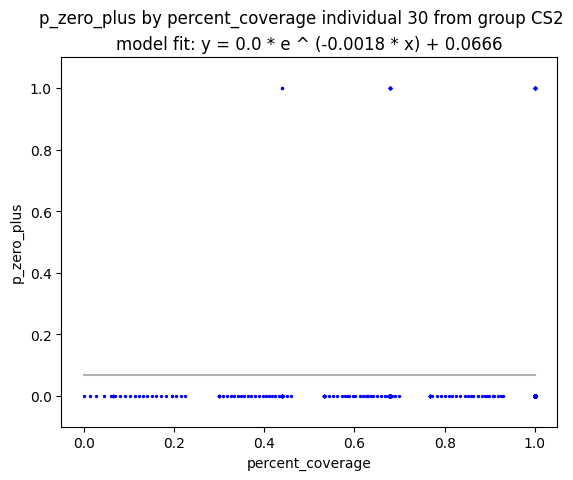 p_zero_plus by percent_coverage individual 30 from group CS2
model fit: y = 0.0 * e ^ (-0.0018 * x) + 0.0666
1.0
0.8
0.6
0.4
0.2
0.0
p_zero_plus
0.0 0.2 0.4 0.6 0.8 1.0
percent_coverage